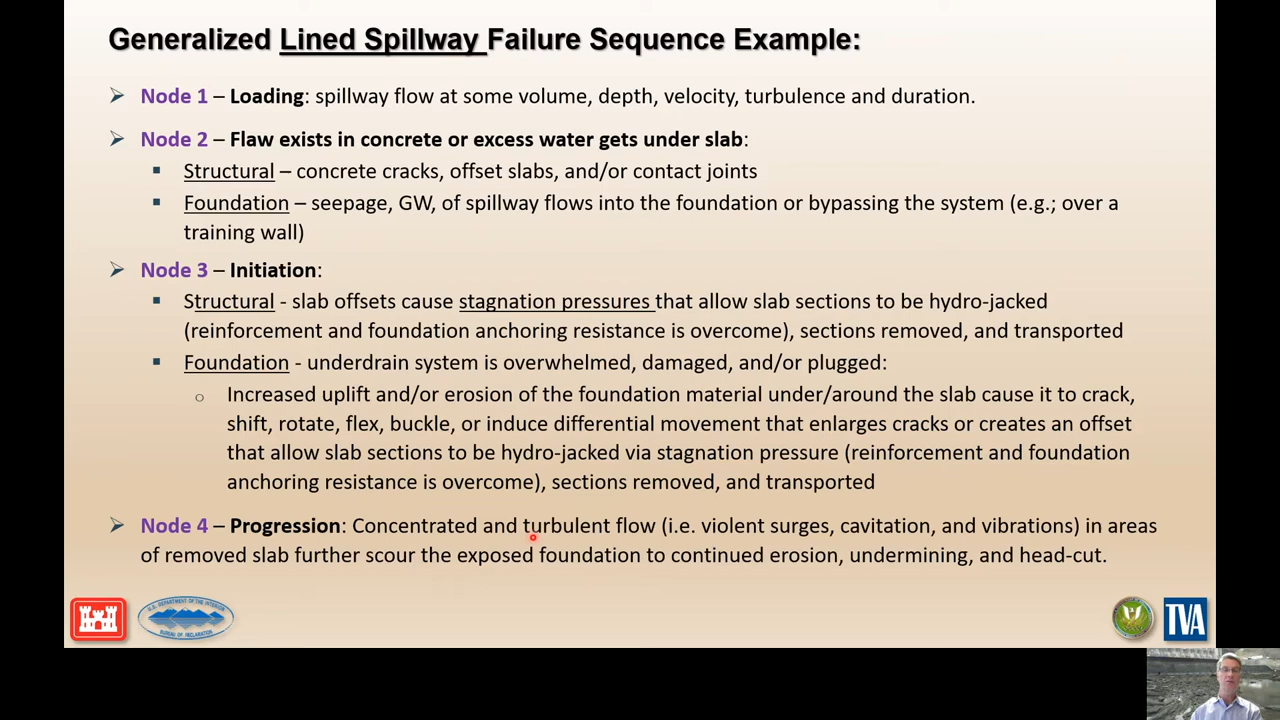 Generalized Lined Spillway Failure Sequence Example:
➢ Node 1 – Loading: spillway flow at some volume, depth, velocity, turbulence and duration.
➢ Node 2 – Flaw exists in concrete or excess water gets under slab:
▪ Structural – concrete cracks, offset slabs, and/or contact joints
▪ Foundation – seepage, GW, of spillway flows into the foundation or bypassing the system (e.g.; over a
training wall)
➢ Node 3 – Initiation:
▪ Structural - slab offsets cause stagnation pressures that allow slab sections to be hydro-jacked
(reinforcement and foundation anchoring resistance is overcome), sections removed, and transported
▪ Foundation - underdrain system is overwhelmed, damaged, and/or plugged:
○ Increased uplift and/or erosion of the foundation material under/around the slab cause it to crack,
shift, rotate, flex, buckle, or induce differential movement that enlarges cracks or creates an offset
that allow slab sections to be hydro-jacked via stagnation pressure (reinforcement and foundation
anchoring resistance is overcome), sections removed, and transported
➢ Node 4 – Progression: Concentrated and turbulent flow (i.e. violent surges, cavitation, and vibrations) in areas
of removed slab further scour the exposed foundation to continued erosion, undermining, and head-cut.
U.S. DEPARTMENT OF THE INTERIOR
BUREAU OF RECLAMATION
TVA